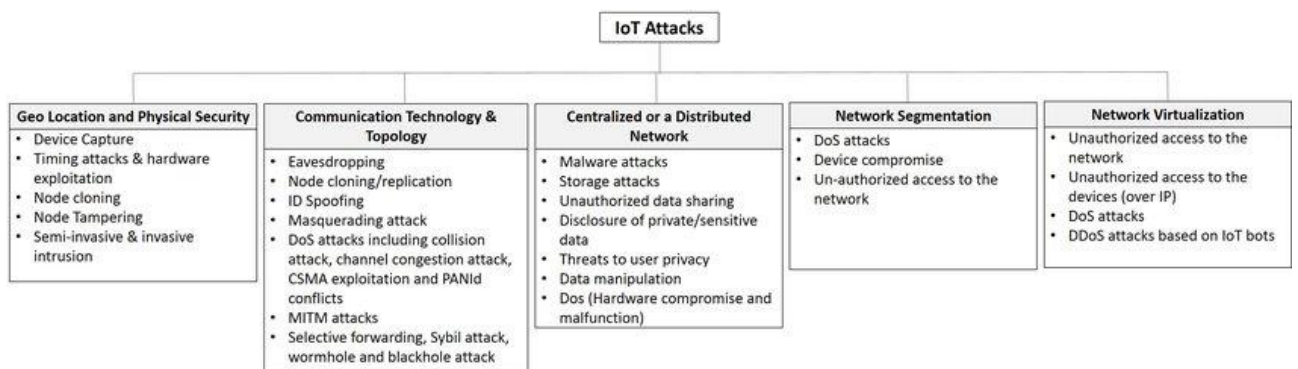 IoT Attacks
Geo Location and Physical Security
• Device Capture
• Timing attacks & hardware
exploitation
• Node cloning
• Node Tampering
• Semi-invasive & invasive
intrusion
Communication Technology &
Topology
• Eavesdropping
• Node cloning/replication
• ID Spoofing
• Masquerading attack
• DoS attacks including collision
attack, channel congestion attack,
CSMA exploitation and PANId
conflicts
• MITM attacks
• Selective forwarding, Sybil attack,
wormhole and blackhole attack
Centralized or a Distributed
Network
• Malware attacks
• Storage attacks
• Unauthorized data sharing
• Disclosure of private/sensitive
data
• Threats to user privacy
• Data manipulation
• Dos (Hardware compromise and
malfunction)
Network Segmentation
• DoS attacks
• Device compromise
• Un-authorized access to the
network
Network Virtualization
• Unauthorized access to the
network
• Unauthorized access to the
devices (over IP)
• DoS attacks
• DDoS attacks based on IoT bots